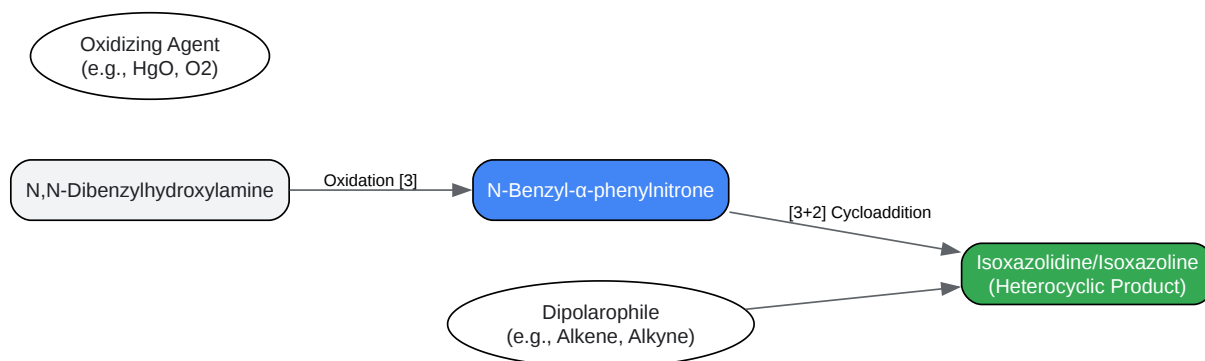 Oxidizing Agent
(e.g., HgO, O2)
N,N-Dibenzylhydroxylamine
Oxidation [3]
N-Benzyl-α-phenylnitrone
[3+2] Cycloaddition
Isoxazolidine/Isoxazoline
(Heterocyclic Product)
Dipolarophile
(e.g., Alkene, Alkyne)